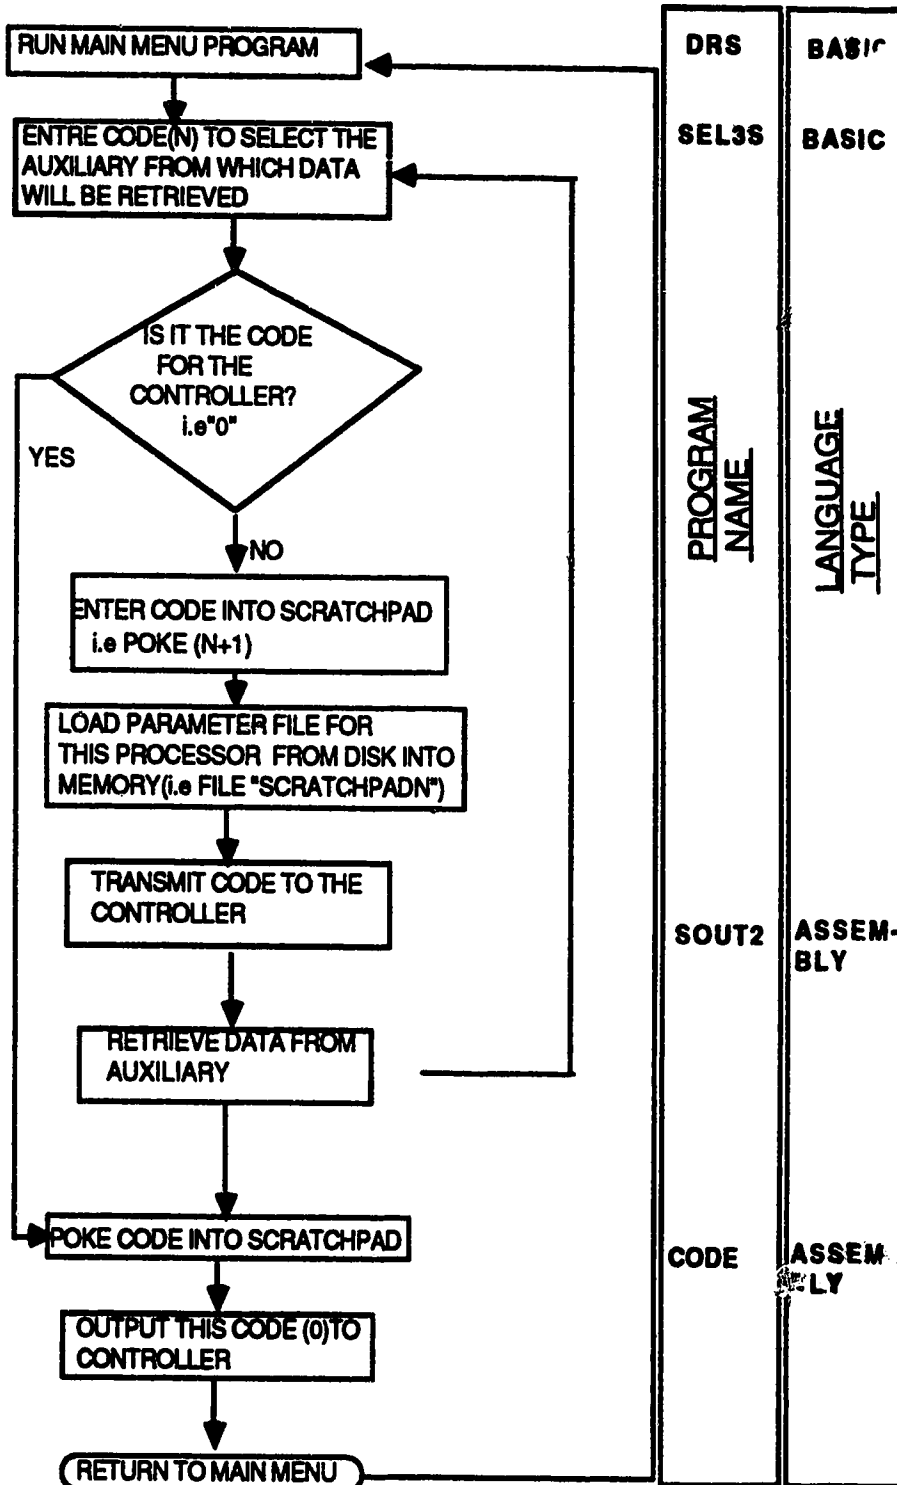 RUN MAIN MENU PROGRAM
ENTRE CODE(N) TO SELECT THE
AUXILIARY FROM WHICH DATA
WILL BE RETRIEVED
IS IT THE CODE
FOR THE
CONTROLLER?
i.e"0"
YES
NO
ENTER CODE INTO SCRATCHPAD
i.e POKE (N+1)
LOAD PARAMETER FILE FOR
THIS PROCESSOR FROM DISK INTO
MEMORY(i.e FILE "SCRATCHPADN")
TRANSMIT CODE TO THE
CONTROLLER
RETRIEVE DATA FROM
AUXILIARY
POKE CODE INTO SCRATCHPAD
OUTPUT THIS CODE (0)TO
CONTROLLER
RETURN TO MAIN MENU
DRS
SEL3S
PROGRAM
NAME
SOUT2
CODE
BASIC
BASIC
LANGUAGE
TYPE
ASSEM-
BLY
ASSEM